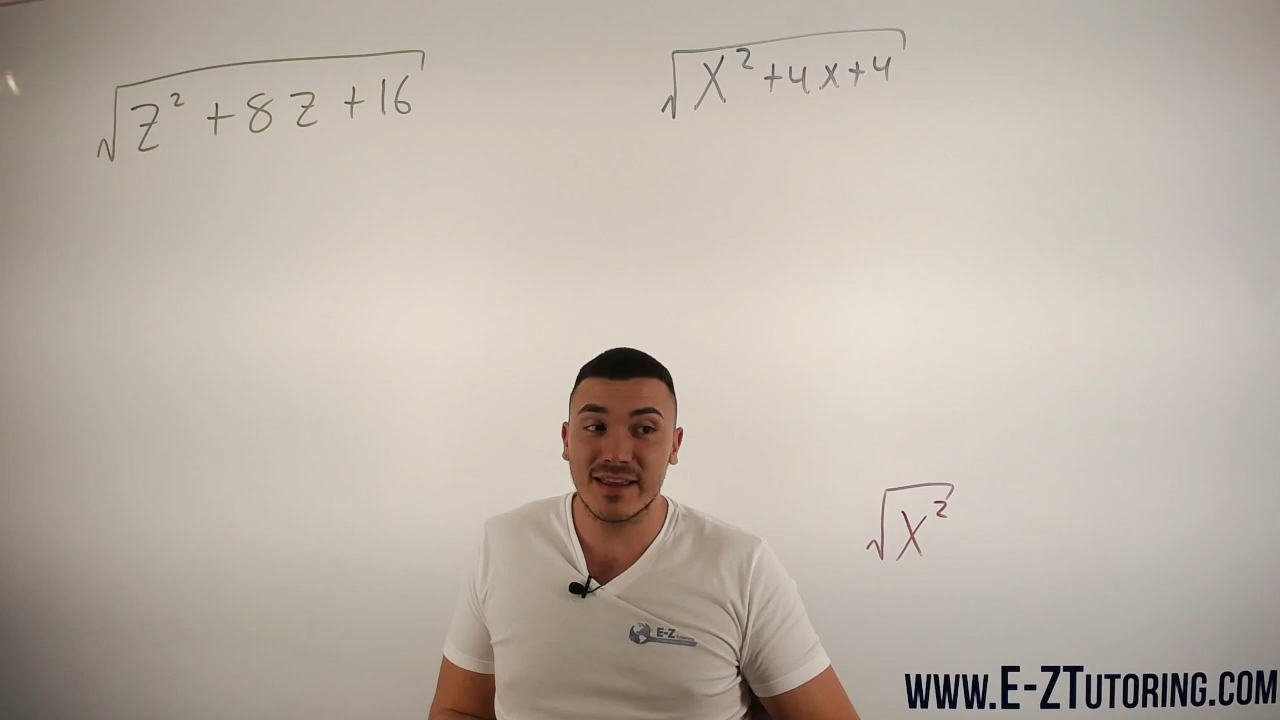 √(z² + 8z + 16)
√(x² + 4x + 4)
√(x²)
E-Z
www.E-ZTutoring.com